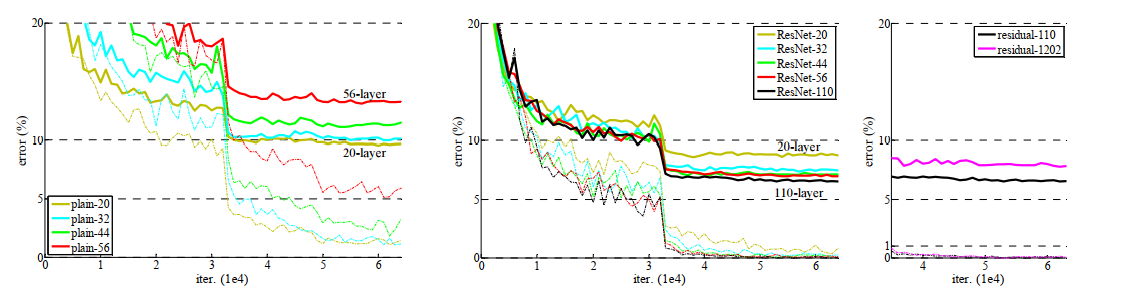 20
10
5
0
error (%)
56-layer
20-layer
plain-20
plain-32
plain-44
plain-56
0
1
2
3
4
5
6
iter. (1e4)
20
10
5
0
error (%)
ResNet-20
ResNet-32
ResNet-44
ResNet-56
ResNet-110
20-layer
110-layer
0
1
2
3
4
5
6
iter. (1e4)
20
10
5
1
0
error (%)
residual-110
residual-1202
4
5
6
iter. (1e4)